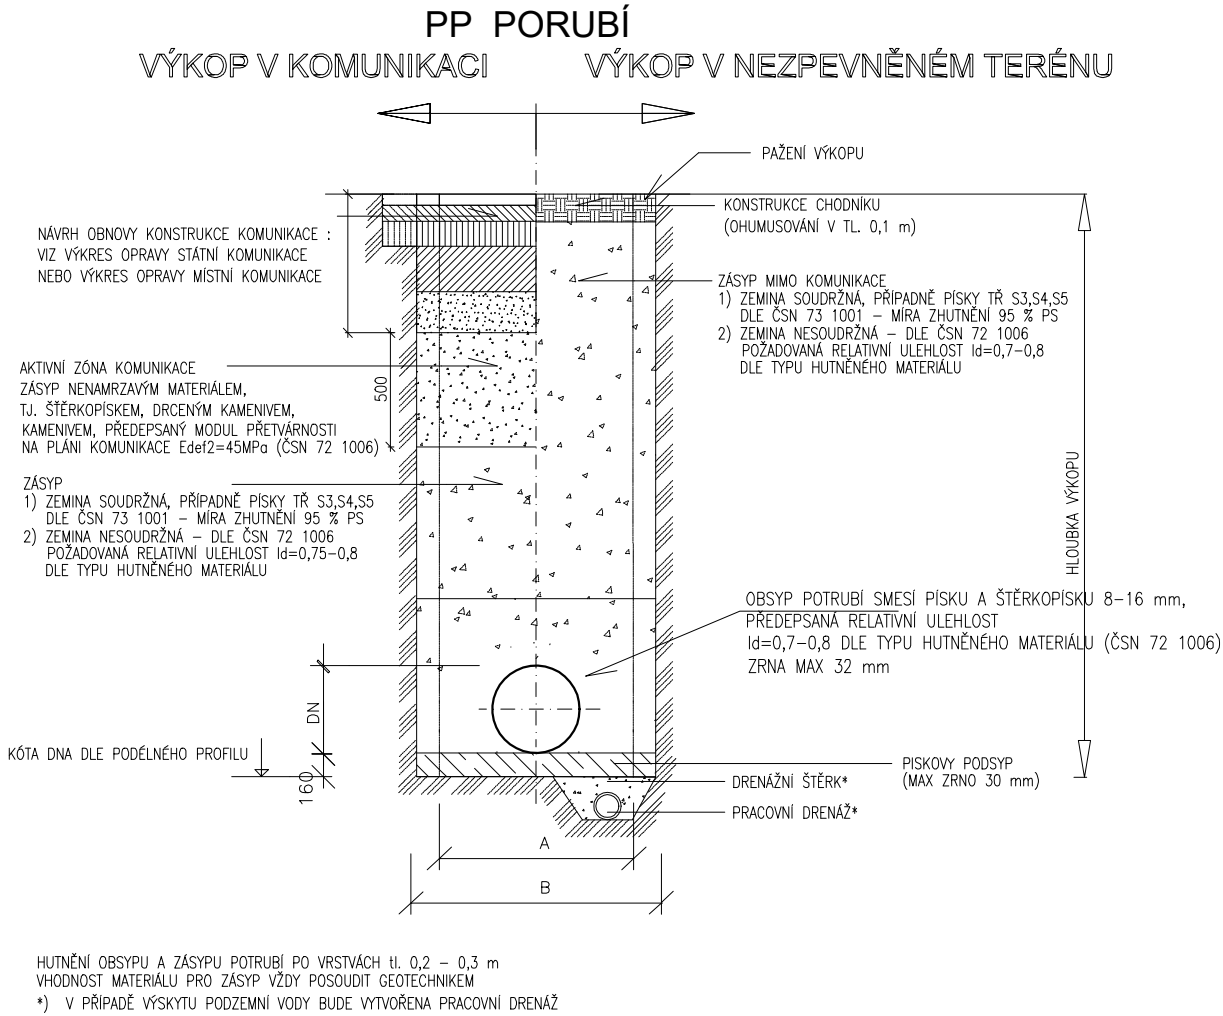 PP PORUBÍ
VÝKOP V KOMUNIKACI
VÝKOP V NEZPEVNĚNÉM TERÉNU
PAŽENÍ VÝKOPU
KONSTRUKCE CHODNÍKU
(OHUMUSOVÁNÍ V TL. 0,1 m)
NÁVRH OBNOVY KONSTRUKCE KOMUNIKACE :
VIZ VÝKRES OPRAVY STÁTNÍ KOMUNIKACE
NEBO VÝKRES OPRAVY MÍSTNÍ KOMUNIKACE
ZÁSYP MIMO KOMUNIKACE
1) ZEMINA SOUDRŽNÁ, PŘÍPADNĚ PÍSKY TŘ S3,S4,S5
DLE ČSN 73 1001 – MÍRA ZHUTNĚNÍ 95 % PS
2) ZEMINA NESOUDRŽNÁ – DLE ČSN 72 1006
POŽADOVANÁ RELATIVNÍ ULEHLOST Id=0,7–0,8
DLE TYPU HUTNĚNÉHO MATERIÁLU
AKTIVNÍ ZÓNA KOMUNIKACE
ZÁSYP NENAMRZAVÝM MATERIÁLEM,
TJ. ŠTĚRKOPÍSKEM, DRCENÝM KAMENIVEM,
KAMENIVEM, PŘEDEPSANÝ MODUL PŘETVÁRNOSTI
NA PLÁNI KOMUNIKACE Edef2=45MPa (ČSN 72 1006)
500
ZÁSYP
1) ZEMINA SOUDRŽNÁ, PŘÍPADNĚ PÍSKY TŘ S3,S4,S5
DLE ČSN 73 1001 – MÍRA ZHUTNĚNÍ 95 % PS
2) ZEMINA NESOUDRŽNÁ – DLE ČSN 72 1006
POŽADOVANÁ RELATIVNÍ ULEHLOST Id=0,75–0,8
DLE TYPU HUTNĚNÉHO MATERIÁLU
HLOUBKA VÝKOPU
OBSYP POTRUBÍ SMESÍ PÍSKU A ŠTĚRKOPÍSKU 8–16 mm,
PŘEDEPSANÁ RELATIVNÍ ULEHLOST
Id=0,7–0,8 DLE TYPU HUTNĚNÉHO MATERIÁLU (ČSN 72 1006)
ZRNA MAX 32 mm
DN
KÓTA DNA DLE PODÉLNÉHO PROFILU
160
PISKOVY PODSYP
(MAX ZRNO 30 mm)
DRENÁŽNÍ ŠTĚRK*
PRACOVNÍ DRENÁŽ*
A
B
HUTNĚNÍ OBSYPU A ZÁSYPU POTRUBÍ PO VRSTVÁCH tl. 0,2 – 0,3 m
VHODNOST MATERIÁLU PRO ZÁSYP VŽDY POSOUDIT GEOTECHNIKEM
*) V PŘÍPADĚ VÝSKYTU PODZEMNÍ VODY BUDE VYTVOŘENA PRACOVNÍ DRENÁŽ